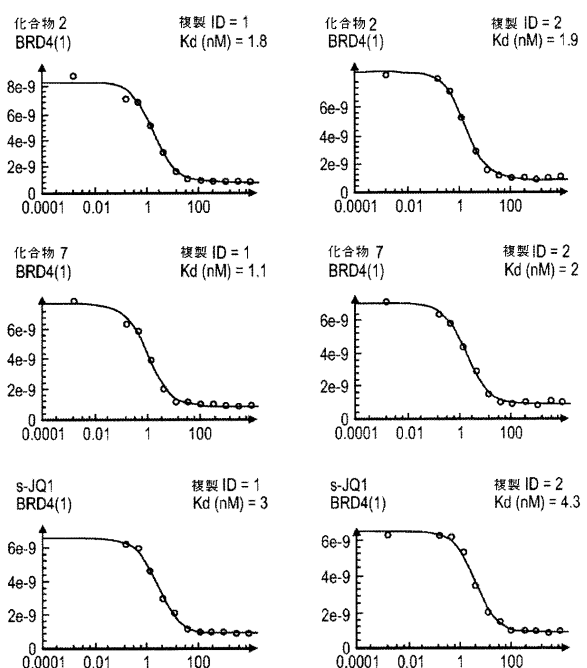 化合物 2 複製 ID = 1
BRD4(1) Kd (nM) = 1.8
8e-9
6e-9
4e-9
2e-9
0
0.0001 0.01 1 100
化合物 2 複製 ID = 2
BRD4(1) Kd (nM) = 1.9
6e-9
4e-9
2e-9
0
0.0001 0.01 1 100
化合物 7 複製 ID = 1
BRD4(1) Kd (nM) = 1.1
6e-9
4e-9
2e-9
0
0.0001 0.01 1 100
化合物 7 複製 ID = 2
BRD4(1) Kd (nM) = 2
6e-9
4e-9
2e-9
0
0.0001 0.01 1 100
s-JQ1 複製 ID = 1
BRD4(1) Kd (nM) = 3
6e-9
4e-9
2e-9
0
0.0001 0.01 1 100
s-JQ1 複製 ID = 2
BRD4(1) Kd (nM) = 4.3
6e-9
4e-9
2e-9
0
0.0001 0.01 1 100